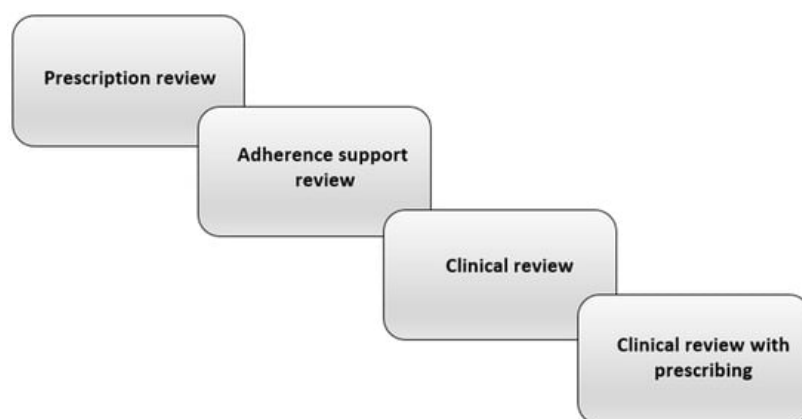 Prescription review
Adherence support
review
Clinical review
Clinical review with
prescribing